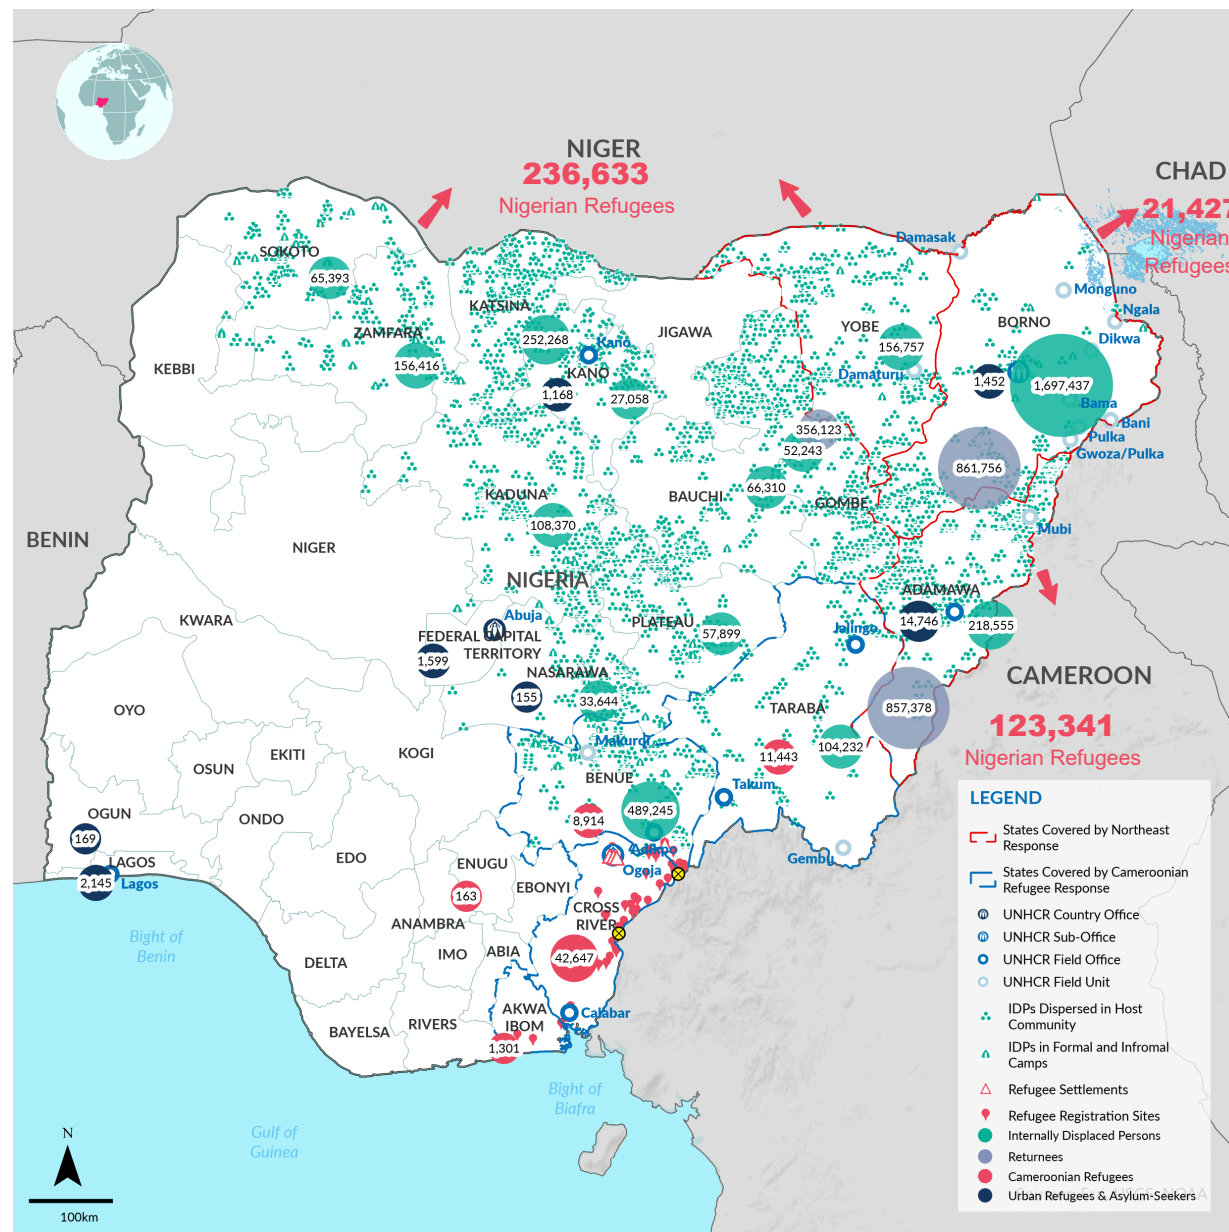 NIGER
236,633
Nigerian Refugees
CHAD
21,427
Nigerian
Refugees
Damasak
SOKOTO
65,393
Monguno
KATSINA
Ngala
ZAMFARA
JIGAWA
YOBE
BORNO
252,268
Kano
Dikwa
156,416
156,757
KEBBI
KANO
Damaturu
1,168
27,058
1,452
1,697,437
Bama
356,123
Bani
Pulka
52,243
Gwoza/Pulka
861,756
66,310
KADUNA
BAUCHI
GOMBE
108,370
Mubi
BENIN
NIGER
NIGERIA
ADAMAWA
KWARA
Abuja
PLATEAU
57,899
Jalingo
14,746
218,555
FEDERAL CAPITAL
TERRITORY
1,599
NASARAWA
CAMEROON
155
33,644
OYO
TARABA
857,378
123,341
Nigerian Refugees
EKITI
KOGI
Makurdi
104,232
11,443
OSUN
BENUE
Takum
LEGEND
OGUN
ONDO
489,245
8,914
States Covered by Northeast
Response
169
Adikpo
EDO
LAGOS
ENUGU
Ogoja
Gembu
States Covered by Cameroonian
Refugee Response
2,145
Lagos
EBONYI
163
CROSS
RIVER
UNHCR Country Office
ANAMBRA
UNHCR Sub-Office
Bight of
Benin
IMO
ABIA
42,647
UNHCR Field Office
DELTA
UNHCR Field Unit
AKWA
IBOM
Calabar
IDPs Dispersed in Host
Community
BAYELSA
RIVERS
1,301
IDPs in Formal and Infromal
Camps
Bight of
Biafra
Refugee Settlements
Refugee Registration Sites
Gulf of
Guinea
Internally Displaced Persons
N
Returnees
Cameroonian Refugees
Urban Refugees & Asylum-Seekers
100km